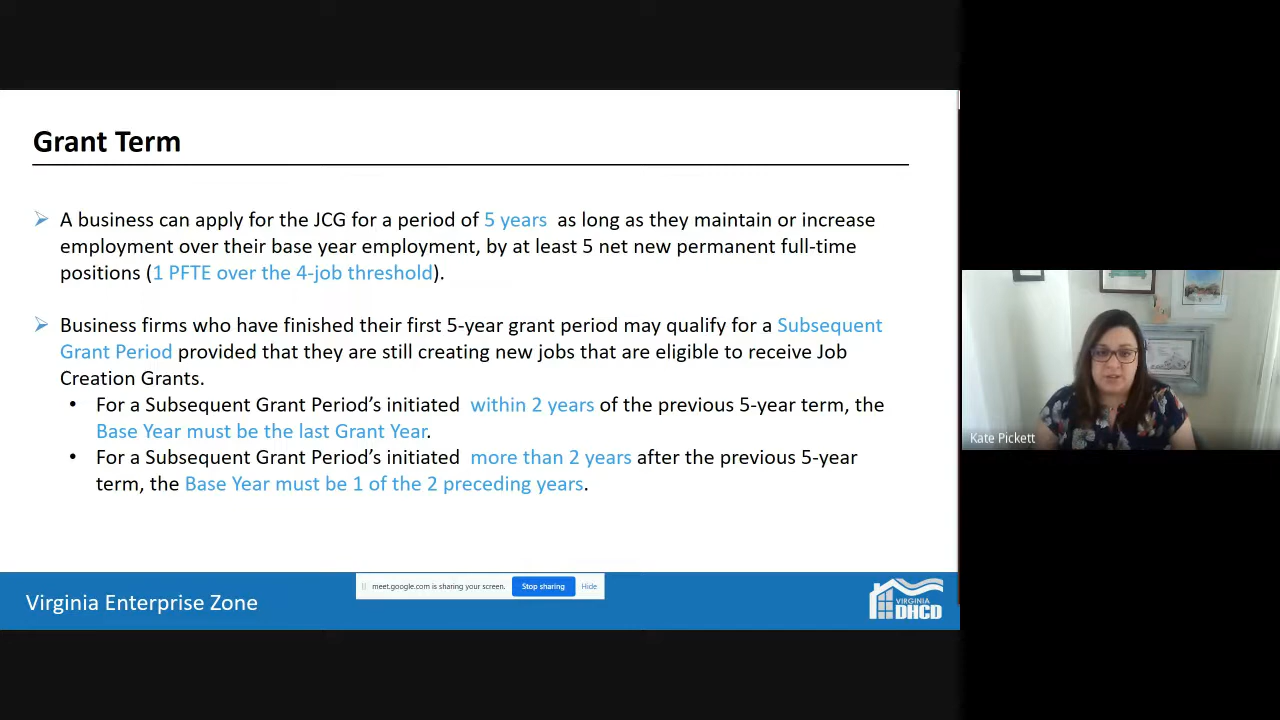 Grant Term
A business can apply for the JCG for a period of 5 years as long as they maintain or increase
employment over their base year employment, by at least 5 net new permanent full-time
positions (1 PFTE over the 4-job threshold).
Business firms who have finished their first 5-year grant period may qualify for a Subsequent
Grant Period provided that they are still creating new jobs that are eligible to receive Job
Creation Grants.
• For a Subsequent Grant Period's initiated within 2 years of the previous 5-year term, the
Base Year must be the last Grant Year.
• For a Subsequent Grant Period's initiated more than 2 years after the previous 5-year
term, the Base Year must be 1 of the 2 preceding years.
Kate Pickett
meet.google.com is sharing your screen. Stop sharing Hide
Virginia Enterprise Zone
VIRGINIA
DHCD